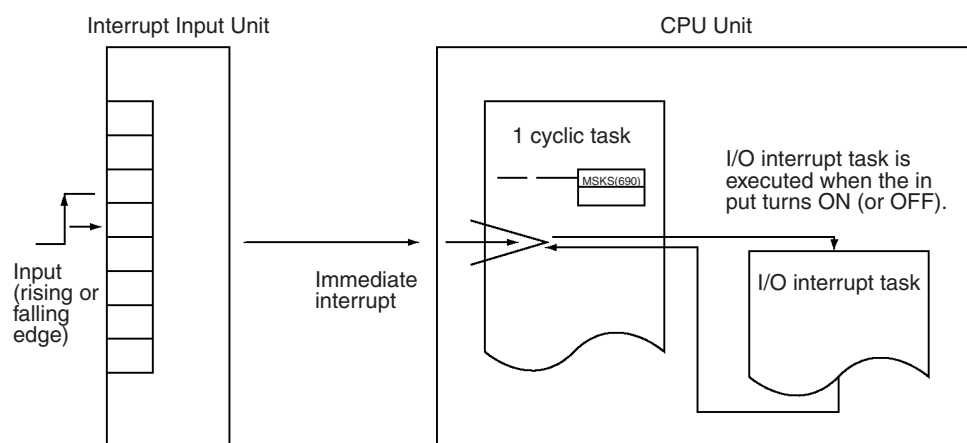 Interrupt Input Unit
CPU Unit
1 cyclic task
MSKS(690)
I/O interrupt task is
executed when the in
put turns ON (or OFF).
Input
(rising or
falling
edge)
Immediate
interrupt
I/O interrupt task